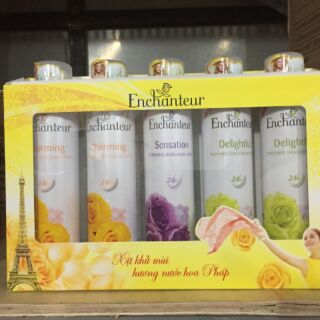 Enchanteur
Enchanteur
Charming
24h
Enchanteur
Charming
24h
Enchanteur
Sensation
24h
Enchanteur
Delightful
24h
Enchanteur
Delightful
24h
Xịt khử mùi
hương nước hoa Pháp